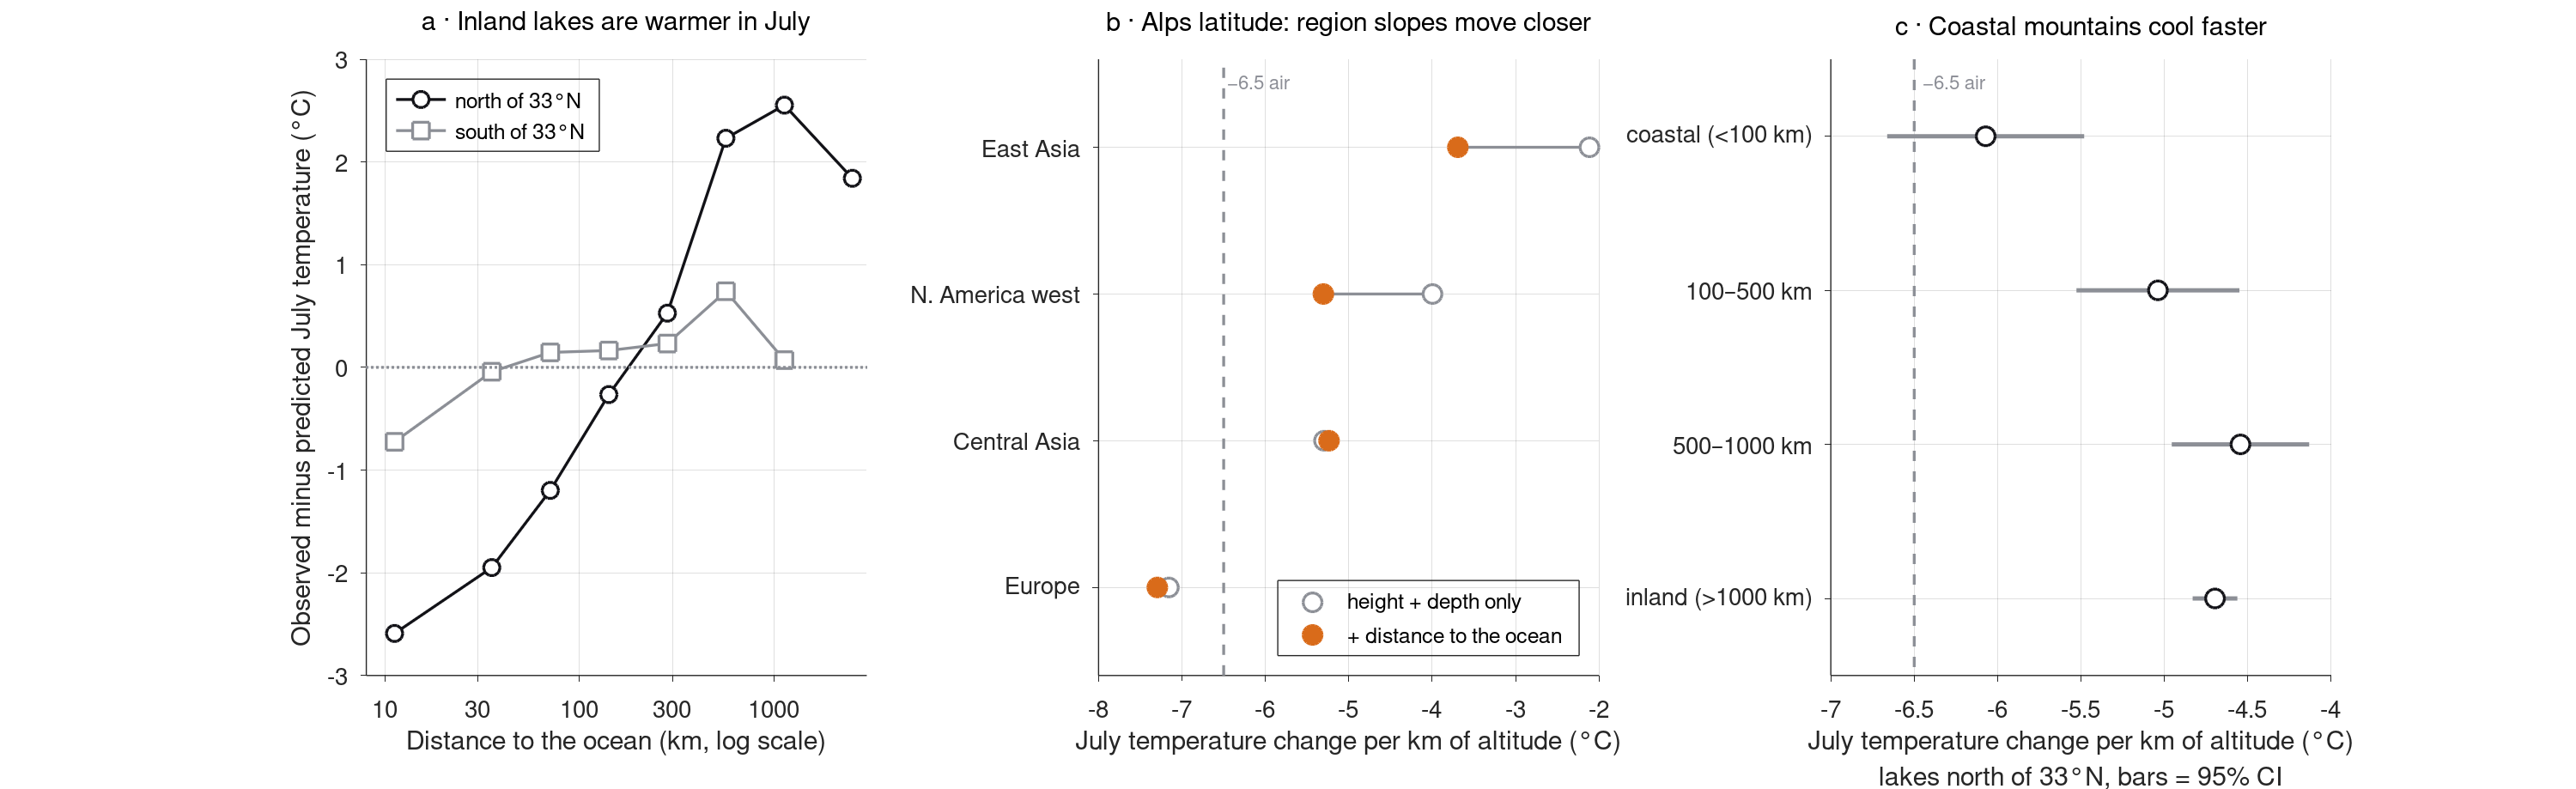 a · Inland lakes are warmer in July
Observed minus predicted July temperature (°C)
3
2
1
0
-1
-2
-3
north of 33°N
south of 33°N
10
30
100
300
1000
Distance to the ocean (km, log scale)
b · Alps latitude: region slopes move closer
−6.5 air
East Asia
N. America west
Central Asia
Europe
height + depth only
+ distance to the ocean
-8
-7
-6
-5
-4
-3
-2
July temperature change per km of altitude (°C)
c · Coastal mountains cool faster
−6.5 air
coastal (<100 km)
100–500 km
500–1000 km
inland (>1000 km)
-7
-6.5
-6
-5.5
-5
-4.5
-4
July temperature change per km of altitude (°C)
lakes north of 33°N, bars = 95% CI